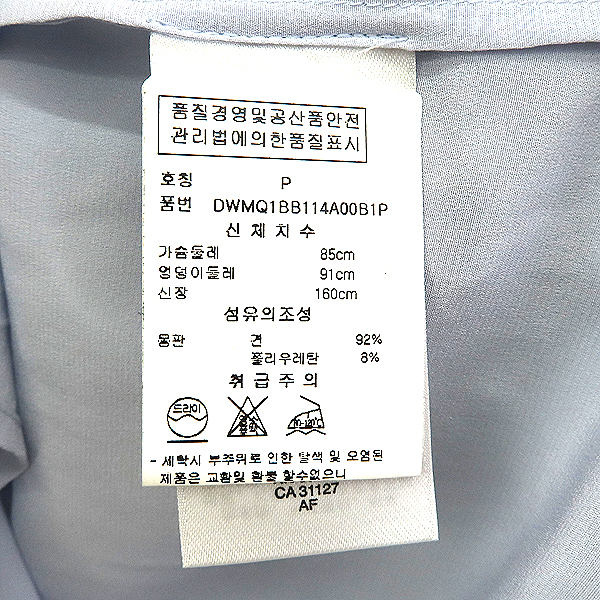 품질경영및공산품안전
관리법에의한품질표시
호칭 P
품번 DWMQ1BB114A00B1P
신체치수
가슴둘레 85cm
엉덩이둘레 91cm
신장 160cm
섬유의조성
몸판 견 92%
폴리우레탄 8%
취급주의
드라이
- 세탁시 부주위로 인한 탈색 및 오염된
제품은 교환및 환불 할수없으니
CA 31127
AF